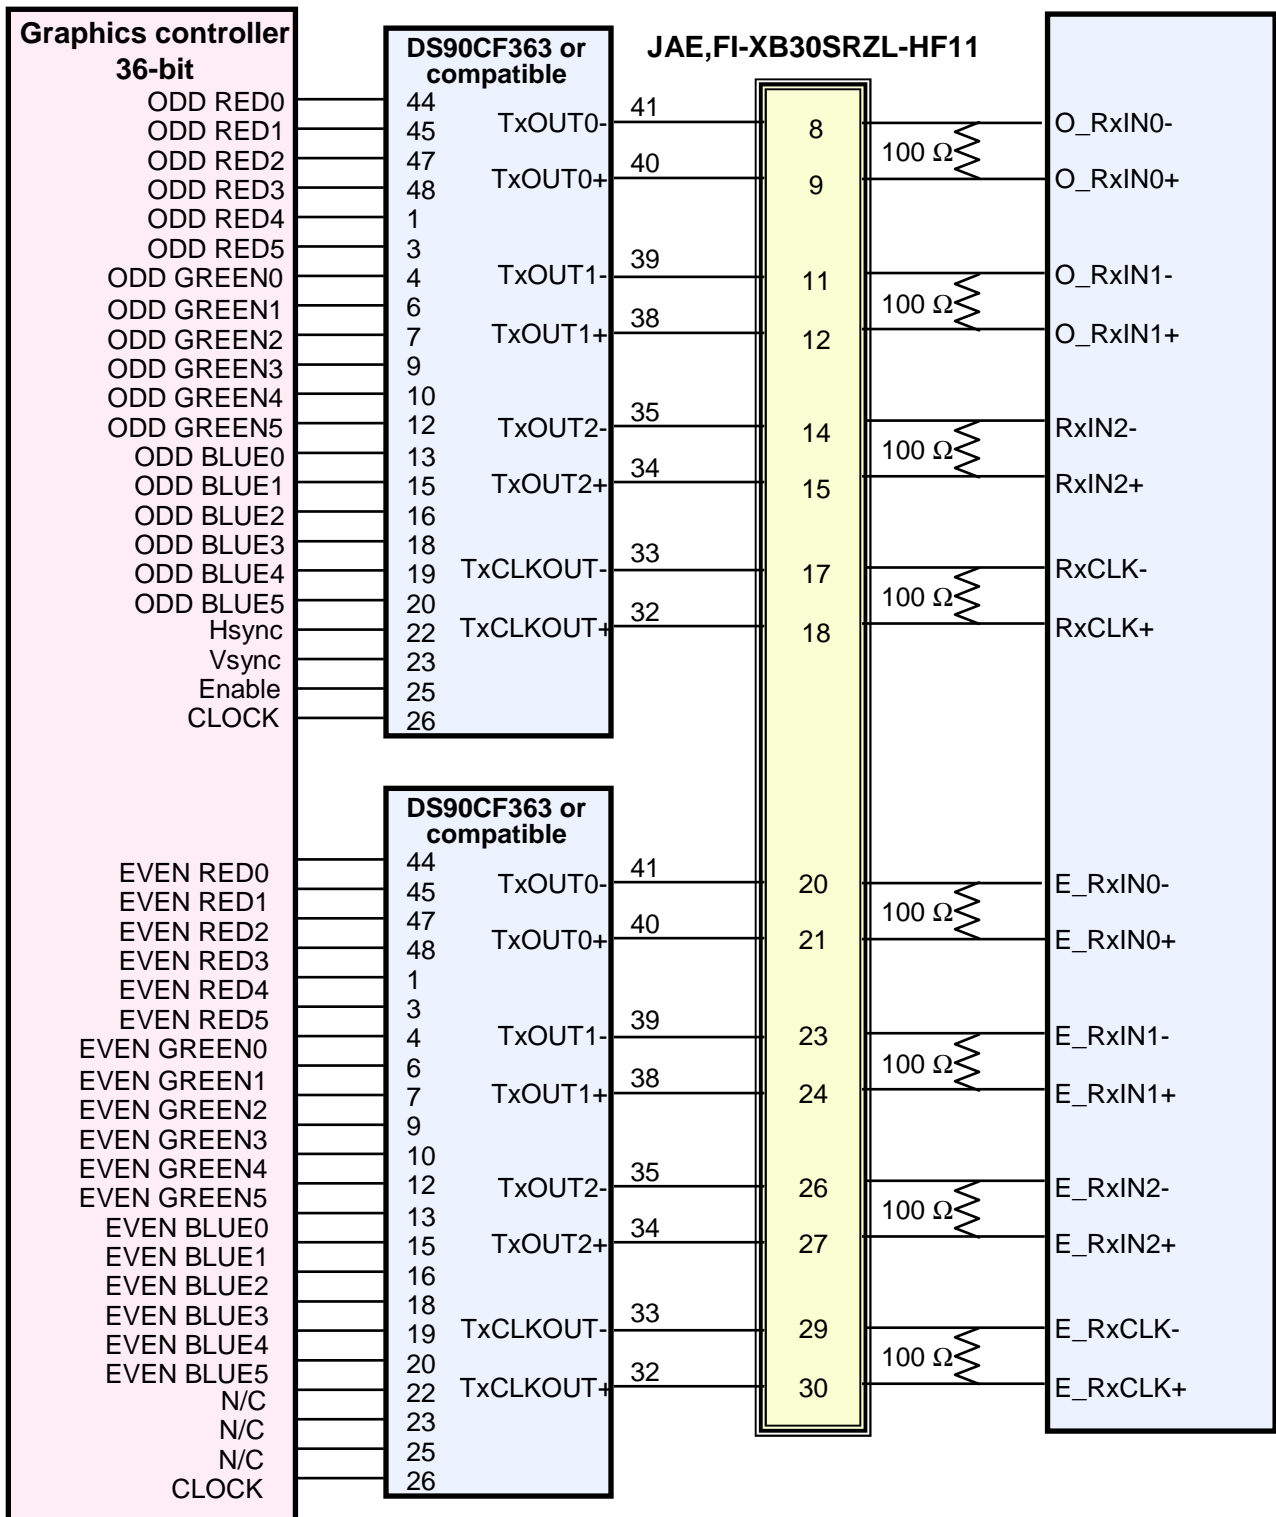 Graphics controller
36-bit
ODD RED0
ODD RED1
ODD RED2
ODD RED3
ODD RED4
ODD RED5
ODD GREEN0
ODD GREEN1
ODD GREEN2
ODD GREEN3
ODD GREEN4
ODD GREEN5
ODD BLUE0
ODD BLUE1
ODD BLUE2
ODD BLUE3
ODD BLUE4
ODD BLUE5
Hsync
Vsync
Enable
CLOCK
EVEN RED0
EVEN RED1
EVEN RED2
EVEN RED3
EVEN RED4
EVEN RED5
EVEN GREEN0
EVEN GREEN1
EVEN GREEN2
EVEN GREEN3
EVEN GREEN4
EVEN GREEN5
EVEN BLUE0
EVEN BLUE1
EVEN BLUE2
EVEN BLUE3
EVEN BLUE4
EVEN BLUE5
N/C
N/C
N/C
CLOCK
DS90CF363 or
compatible
44
45
47
48
1
3
4
6
7
9
10
12
13
15
16
18
19
20
22
23
25
26
TxOUT0-
TxOUT0+
TxOUT1-
TxOUT1+
TxOUT2-
TxOUT2+
TxCLKOUT-
TxCLKOUT+
41
40
39
38
35
34
33
32
DS90CF363 or
compatible
44
45
47
48
1
3
4
6
7
9
10
12
13
15
16
18
19
20
22
23
25
26
TxOUT0-
TxOUT0+
TxOUT1-
TxOUT1+
TxOUT2-
TxOUT2+
TxCLKOUT-
TxCLKOUT+
41
40
39
38
35
34
33
32
JAE,FI-XB30SRZL-HF11
8
9
11
12
14
15
17
18
20
21
23
24
26
27
29
30
100 Ω
100 Ω
100 Ω
100 Ω
100 Ω
100 Ω
100 Ω
100 Ω
O_RxIN0-
O_RxIN0+
O_RxIN1-
O_RxIN1+
RxIN2-
RxIN2+
RxCLK-
RxCLK+
E_RxIN0-
E_RxIN0+
E_RxIN1-
E_RxIN1+
E_RxIN2-
E_RxIN2+
E_RxCLK-
E_RxCLK+